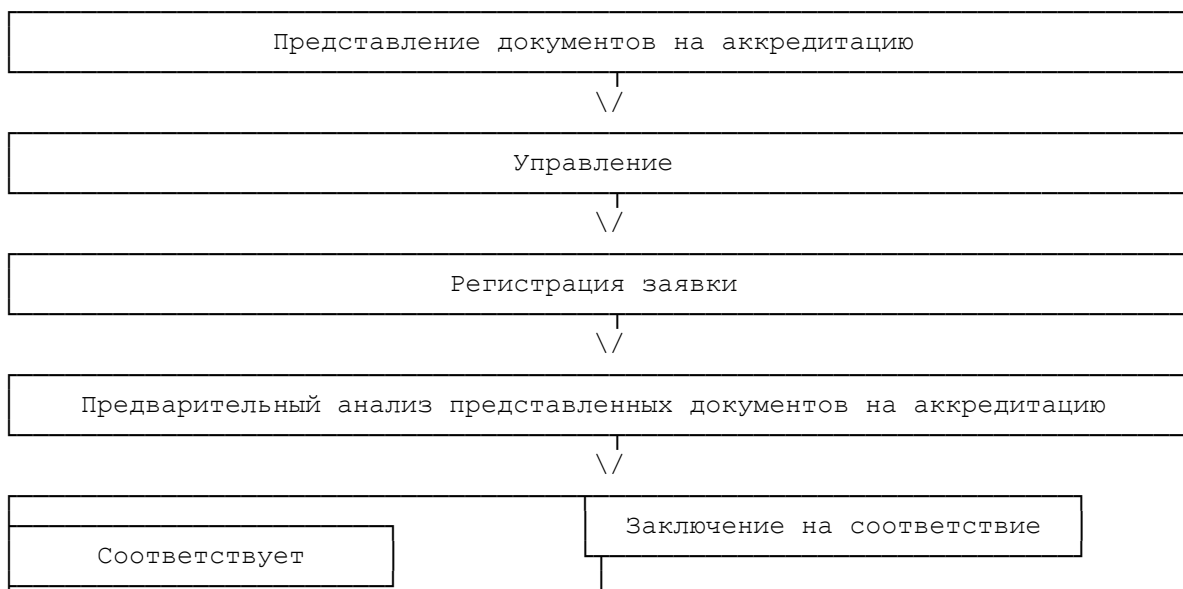 Представление документов на аккредитацию
\/
Управление
\/
Регистрация заявки
\/
Предварительный анализ представленных документов на аккредитацию
\/
Заключение на соответствие
Соответствует